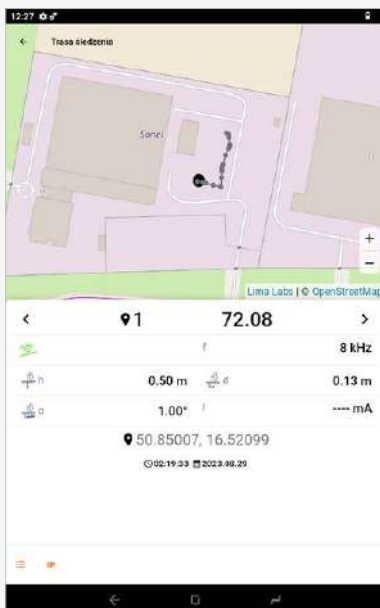 12:27
Trasa śledzenia
Sonel
+
−
Lima Labs | © OpenStreetMap
< 1 72.08 >
f 8 kHz
h 0.50 m d 0.13 m
α 1.00° I ---- mA
50.85007, 16.52099
02:19:33 2023.08.29